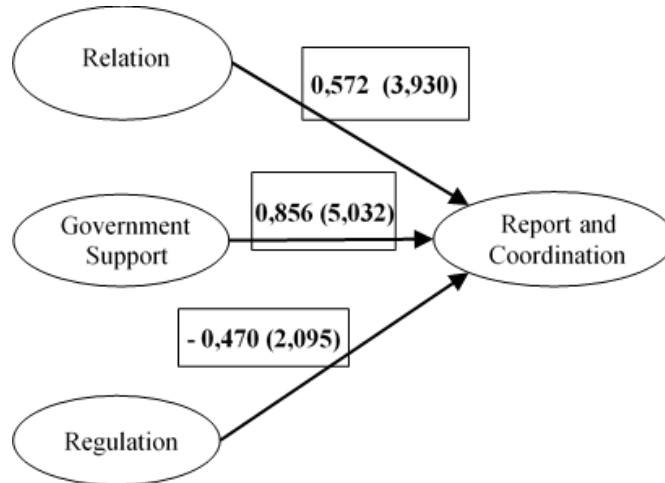 Relation
0,572 (3,930)
Government
Support
0,856 (5,032)
Report and
Coordination
- 0,470 (2,095)
Regulation